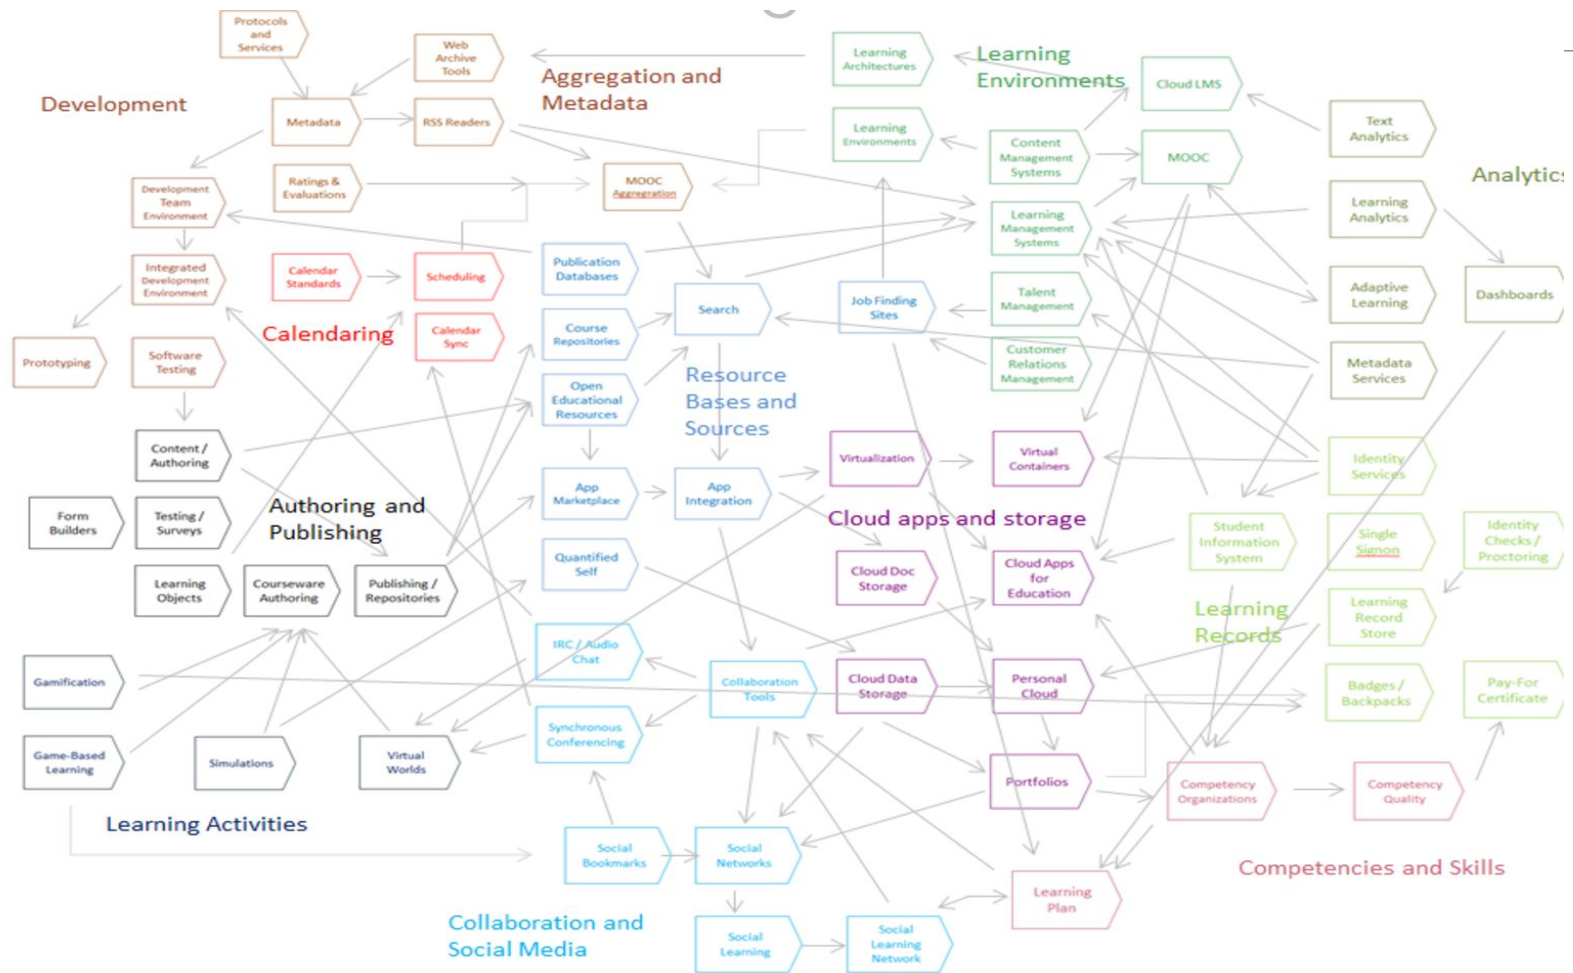 Protocols
and
Services
Web
Archive
Tools
Aggregation and
Metadata
Learning
Architectures
Learning
Environments
Cloud LMS
Development
Metadata
RSS Readers
Learning
Environments
Content
Management
Systems
MOOC
Text
Analytics
Analytics
Development
Team
Environment
Ratings &
Evaluations
MOOC
Aggregration
Learning
Management
Systems
Learning
Analytics
Integrated
Development
Environment
Calendar
Standards
Scheduling
Publication
Databases
Search
Job Finding
Sites
Talent
Management
Adaptive
Learning
Dashboards
Calendaring
Calendar
Sync
Course
Repositories
Prototyping
Software
Testing
Customer
Relations
Management
Metadata
Services
Open
Educational
Resources
Resource
Bases and
Sources
Content /
Authoring
Virtualization
Virtual
Containers
Identity
Services
Form
Builders
Testing /
Surveys
Authoring and
Publishing
App
Marketplace
App
Integration
Cloud apps and storage
Student
Information
System
Single
Signon
Identity
Checks /
Proctoring
Learning
Objects
Courseware
Authoring
Publishing /
Repositories
Quantified
Self
Cloud Doc
Storage
Cloud Apps
for
Education
Learning
Records
Learning
Record
Store
IRC / Audio
Chat
Gamification
Collaboration
Tools
Cloud Data
Storage
Personal
Cloud
Badges /
Backpacks
Pay-For
Certificate
Synchronous
Conferencing
Game-Based
Learning
Simulations
Virtual
Worlds
Portfolios
Competency
Organizations
Competency
Quality
Learning Activities
Social
Bookmarks
Social
Networks
Competencies and Skills
Learning
Plan
Collaboration and
Social Media
Social
Learning
Social
Learning
Network